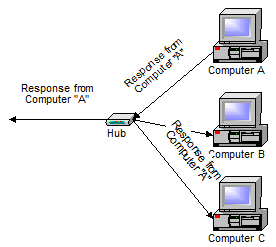 Response from
Computer "A"
Computer A
Response from
Computer "A"
Hub
Response from
Computer "A"
Computer B
Computer C